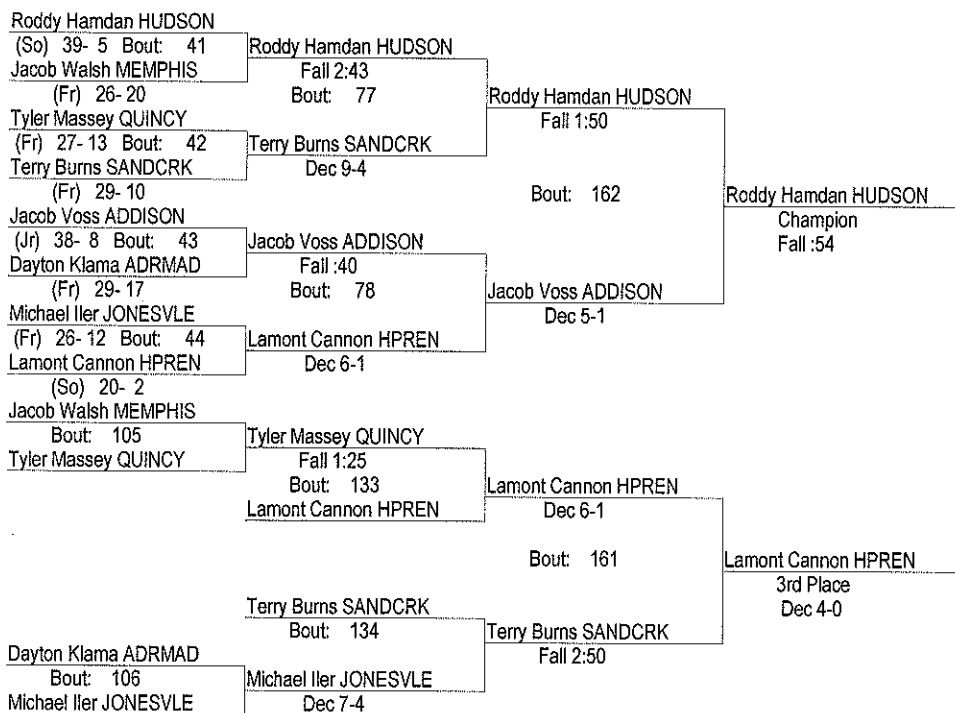 Roddy Hamdan HUDSON
(So) 39- 5 Bout: 41
Jacob Walsh MEMPHIS
(Fr) 26- 20
Tyler Massey QUINCY
(Fr) 27- 13 Bout: 42
Terry Burns SANDCRK
(Fr) 29- 10
Jacob Voss ADDISON
(Jr) 38- 8 Bout: 43
Dayton Klama ADRMAD
(Fr) 29- 17
Michael Iler JONESVLE
(Fr) 26- 12 Bout: 44
Lamont Cannon HPREN
(So) 20- 2
Roddy Hamdan HUDSON
Fall 2:43
Bout: 77
Terry Burns SANDCRK
Dec 9-4
Jacob Voss ADDISON
Fall :40
Bout: 78
Lamont Cannon HPREN
Dec 6-1
Roddy Hamdan HUDSON
Fall 1:50
Bout: 162
Jacob Voss ADDISON
Dec 5-1
Roddy Hamdan HUDSON
Champion
Fall :54
Jacob Walsh MEMPHIS
Bout: 105
Tyler Massey QUINCY
Dayton Klama ADRMAD
Bout: 106
Michael Iler JONESVLE
Tyler Massey QUINCY
Fall 1:25
Bout: 133
Lamont Cannon HPREN
Terry Burns SANDCRK
Bout: 134
Michael Iler JONESVLE
Dec 7-4
Lamont Cannon HPREN
Dec 6-1
Bout: 161
Terry Burns SANDCRK
Fall 2:50
Lamont Cannon HPREN
3rd Place
Dec 4-0